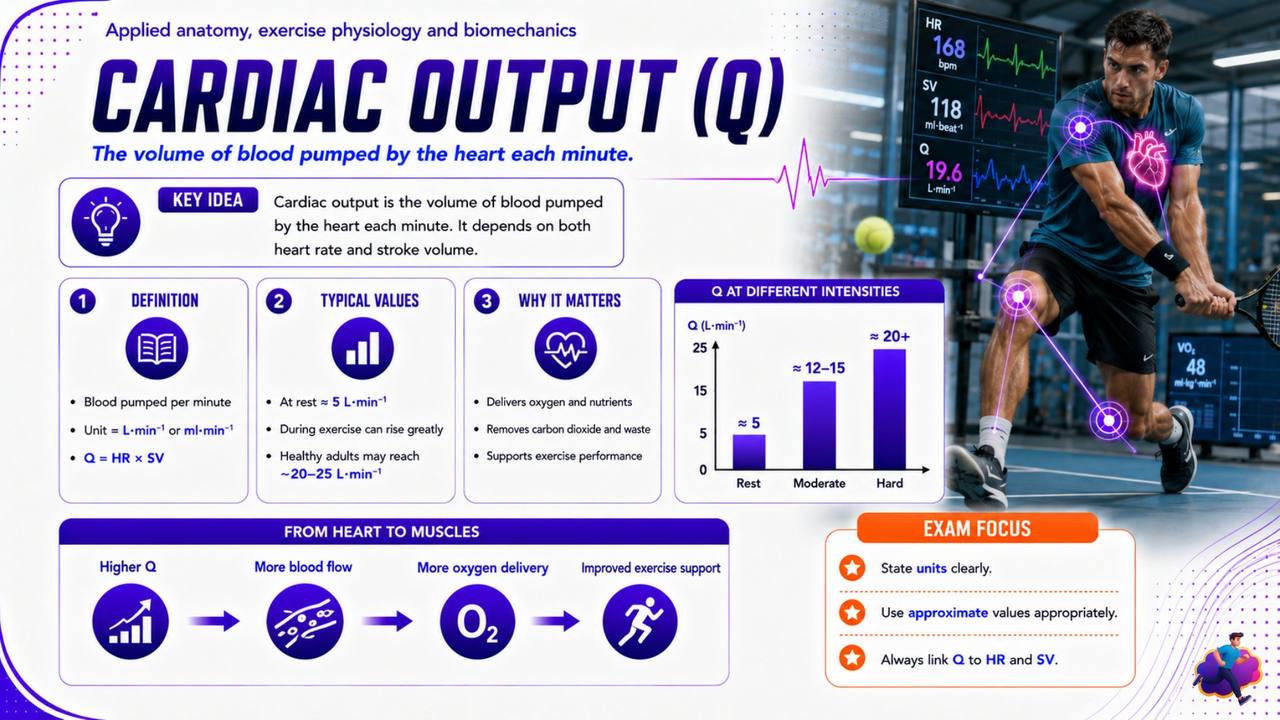 Applied anatomy, exercise physiology and biomechanics
CARDIAC OUTPUT (Q)
The volume of blood pumped by the heart each minute.
KEY IDEA
Cardiac output is the volume of blood pumped
by the heart each minute. It depends on both
heart rate and stroke volume.
1 DEFINITION
• Blood pumped per minute
• Unit = L·min⁻¹ or ml·min⁻¹
• Q = HR × SV
2 TYPICAL VALUES
• At rest ≈ 5 L·min⁻¹
• During exercise can rise greatly
• Healthy adults may reach
~20–25 L·min⁻¹
3 WHY IT MATTERS
• Delivers oxygen and nutrients
• Removes carbon dioxide and waste
• Supports exercise performance
Q AT DIFFERENT INTENSITIES
Q (L·min⁻¹)
25
15
5
0
≈ 5
≈ 12–15
≈ 20+
Rest
Moderate
Hard
HR
168
bpm
SV
118
ml·beat⁻¹
Q
19.6
L·min⁻¹
VO₂
48
ml·kg⁻¹·min⁻¹
FROM HEART TO MUSCLES
Higher Q
More blood flow
More oxygen delivery
Improved exercise support
O₂
EXAM FOCUS
State units clearly.
Use approximate values appropriately.
Always link Q to HR and SV.